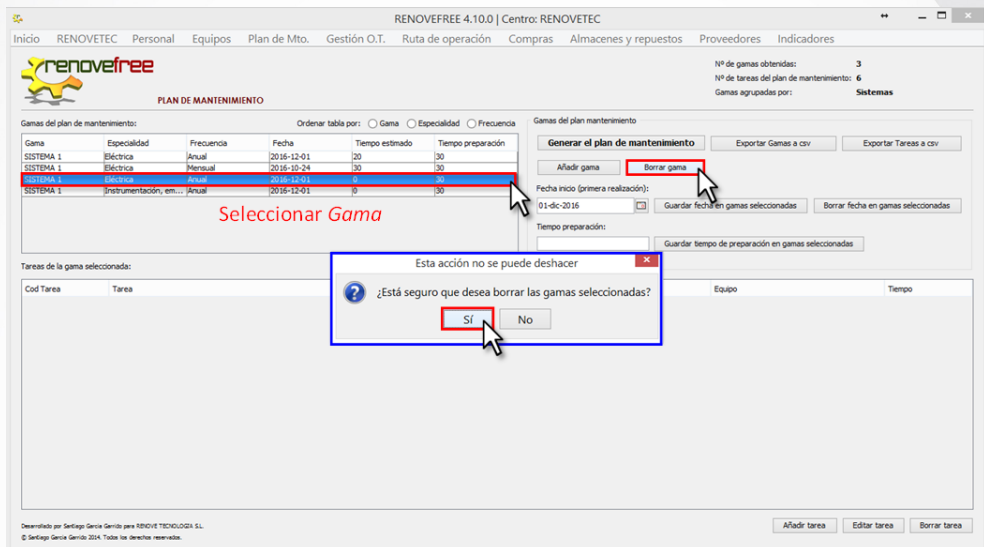 RENOVEFREE 4.10.0 | Centro: RENOVETEC
Inicio RENOVETEC Personal Equipos Plan de Mto. Gestión O.T. Ruta de operación Compras Almacenes y repuestos Proveedores Indicadores
renovefree
PLAN DE MANTENIMIENTO
Nº de gamas obtenidas: 3
Nº de tareas del plan de mantenimiento: 6
Gamas agrupadas por: Sistemas
Gamas del plan de mantenimiento: Ordenar tabla por: Gama Especialidad Frecuencia
Gama Especialidad Frecuencia Fecha Tiempo estimado Tiempo preparación
SISTEMA 1 Eléctrica Anual 2016-12-01 20 30
SISTEMA 1 Eléctrica Mensual 2016-10-24 30 30
SISTEMA 1 Eléctrica Anual 2016-12-01 0 30
SISTEMA 1 Instrumentación, em... Anual 2016-12-01 0 30
Seleccionar Gama
Gamas del plan mantenimiento
Generar el plan de mantenimiento Exportar Gamas a csv Exportar Tareas a csv
Añadir gama Borrar gama
Fecha inicio (primera realización):
01-dic-2016 Guardar fecha en gamas seleccionadas Borrar fecha en gamas seleccionadas
Tiempo preparación:
Guardar tiempo de preparación en gamas seleccionadas
Esta acción no se puede deshacer
¿Está seguro que desea borrar las gamas seleccionadas?
Sí No
Tareas de la gama seleccionada:
Cod Tarea Tarea Equipo Tiempo
Desarrollado por Santiago García Garrido para RENOVE TECNOLOGÍA S.L.
© Santiago García Garrido 2014. Todos los derechos reservados.
Añadir tarea Editar tarea Borrar tarea